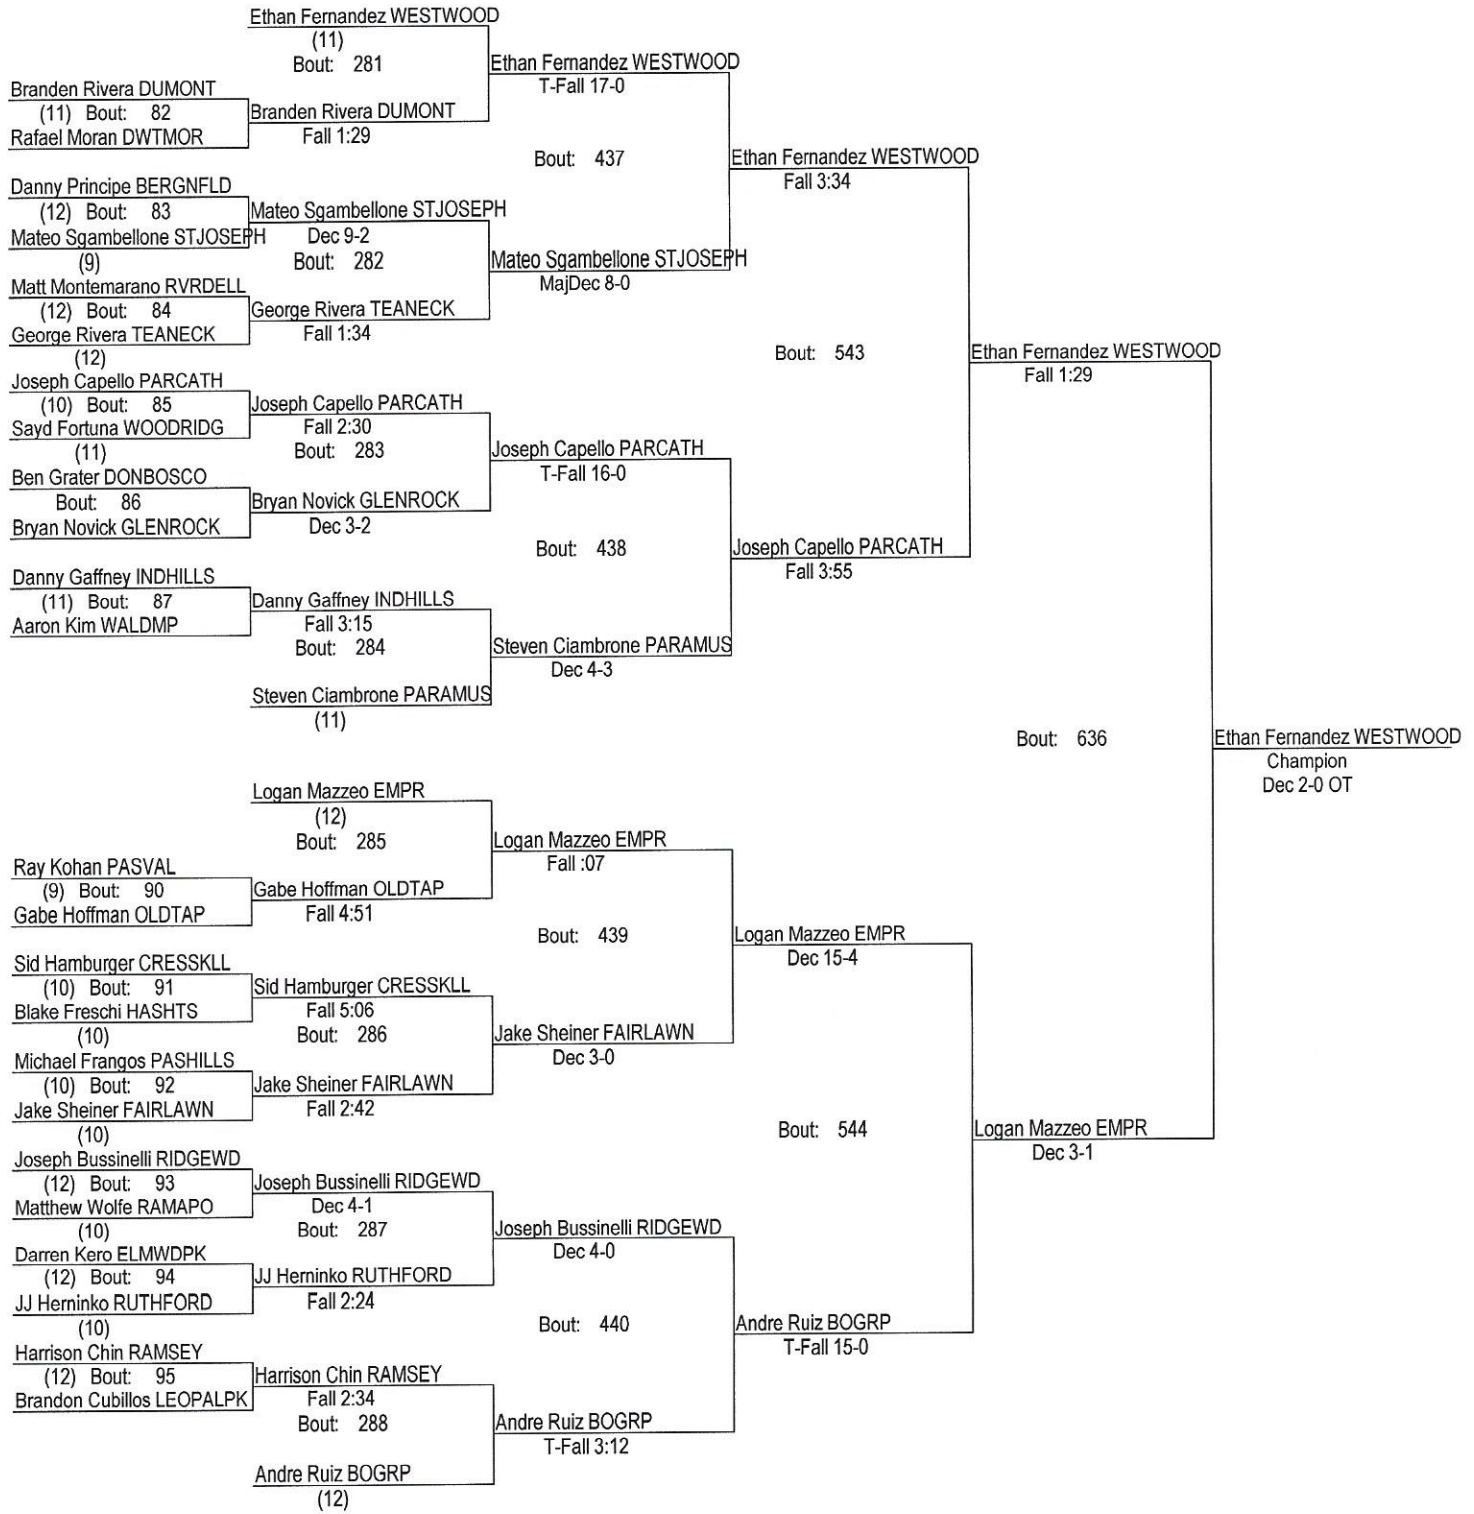 Ethan Fernandez WESTWOOD
(11)
Bout: 281
Ethan Fernandez WESTWOOD
T-Fall 17-0
Branden Rivera DUMONT
(11) Bout: 82
Rafael Moran DWTMOR
Branden Rivera DUMONT
Fall 1:29
Bout: 437
Ethan Fernandez WESTWOOD
Fall 3:34
Danny Principe BERGNFLD
(12) Bout: 83
Mateo Sgambellone STJOSEPH
(9)
Mateo Sgambellone STJOSEPH
Dec 9-2
Bout: 282
Mateo Sgambellone STJOSEPH
MajDec 8-0
Matt Montemarano RVRDELL
(12) Bout: 84
George Rivera TEANECK
(12)
George Rivera TEANECK
Fall 1:34
Bout: 543
Ethan Fernandez WESTWOOD
Fall 1:29
Joseph Capello PARCATH
(10) Bout: 85
Sayd Fortuna WOODRIDG
(11)
Joseph Capello PARCATH
Fall 2:30
Bout: 283
Joseph Capello PARCATH
T-Fall 16-0
Ben Grater DONBOSCO
Bout: 86
Bryan Novick GLENROCK
Bryan Novick GLENROCK
Dec 3-2
Bout: 438
Joseph Capello PARCATH
Fall 3:55
Danny Gaffney INDHILLS
(11) Bout: 87
Aaron Kim WALDMP
Danny Gaffney INDHILLS
Fall 3:15
Bout: 284
Steven Ciambrone PARAMUS
Dec 4-3
Steven Ciambrone PARAMUS
(11)
Bout: 636
Ethan Fernandez WESTWOOD
Champion
Dec 2-0 OT
Logan Mazzeo EMPR
(12)
Bout: 285
Logan Mazzeo EMPR
Fall :07
Ray Kohan PASVAL
(9) Bout: 90
Gabe Hoffman OLDTAP
Gabe Hoffman OLDTAP
Fall 4:51
Bout: 439
Logan Mazzeo EMPR
Dec 15-4
Sid Hamburger CRESSKLL
(10) Bout: 91
Blake Freschi HASHTS
(10)
Sid Hamburger CRESSKLL
Fall 5:06
Bout: 286
Jake Sheiner FAIRLAWN
Dec 3-0
Michael Frangos PASHILLS
(10) Bout: 92
Jake Sheiner FAIRLAWN
(10)
Jake Sheiner FAIRLAWN
Fall 2:42
Bout: 544
Logan Mazzeo EMPR
Dec 3-1
Joseph Bussinelli RIDGEWD
(12) Bout: 93
Matthew Wolfe RAMAPO
(10)
Joseph Bussinelli RIDGEWD
Dec 4-1
Bout: 287
Joseph Bussinelli RIDGEWD
Dec 4-0
Darren Kero ELMWDPK
(12) Bout: 94
JJ Herninko RUTHFORD
(10)
JJ Herninko RUTHFORD
Fall 2:24
Bout: 440
Andre Ruiz BOGRP
T-Fall 15-0
Harrison Chin RAMSEY
(12) Bout: 95
Brandon Cubillos LEOPALPK
Harrison Chin RAMSEY
Fall 2:34
Bout: 288
Andre Ruiz BOGRP
T-Fall 3:12
Andre Ruiz BOGRP
(12)